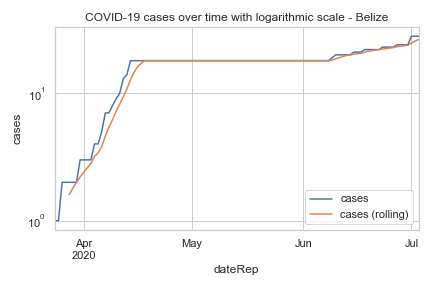 COVID-19 cases over time with logarithmic scale - Belize
cases
10¹
10⁰
Apr
2020
May
Jun
Jul
dateRep
cases
cases (rolling)